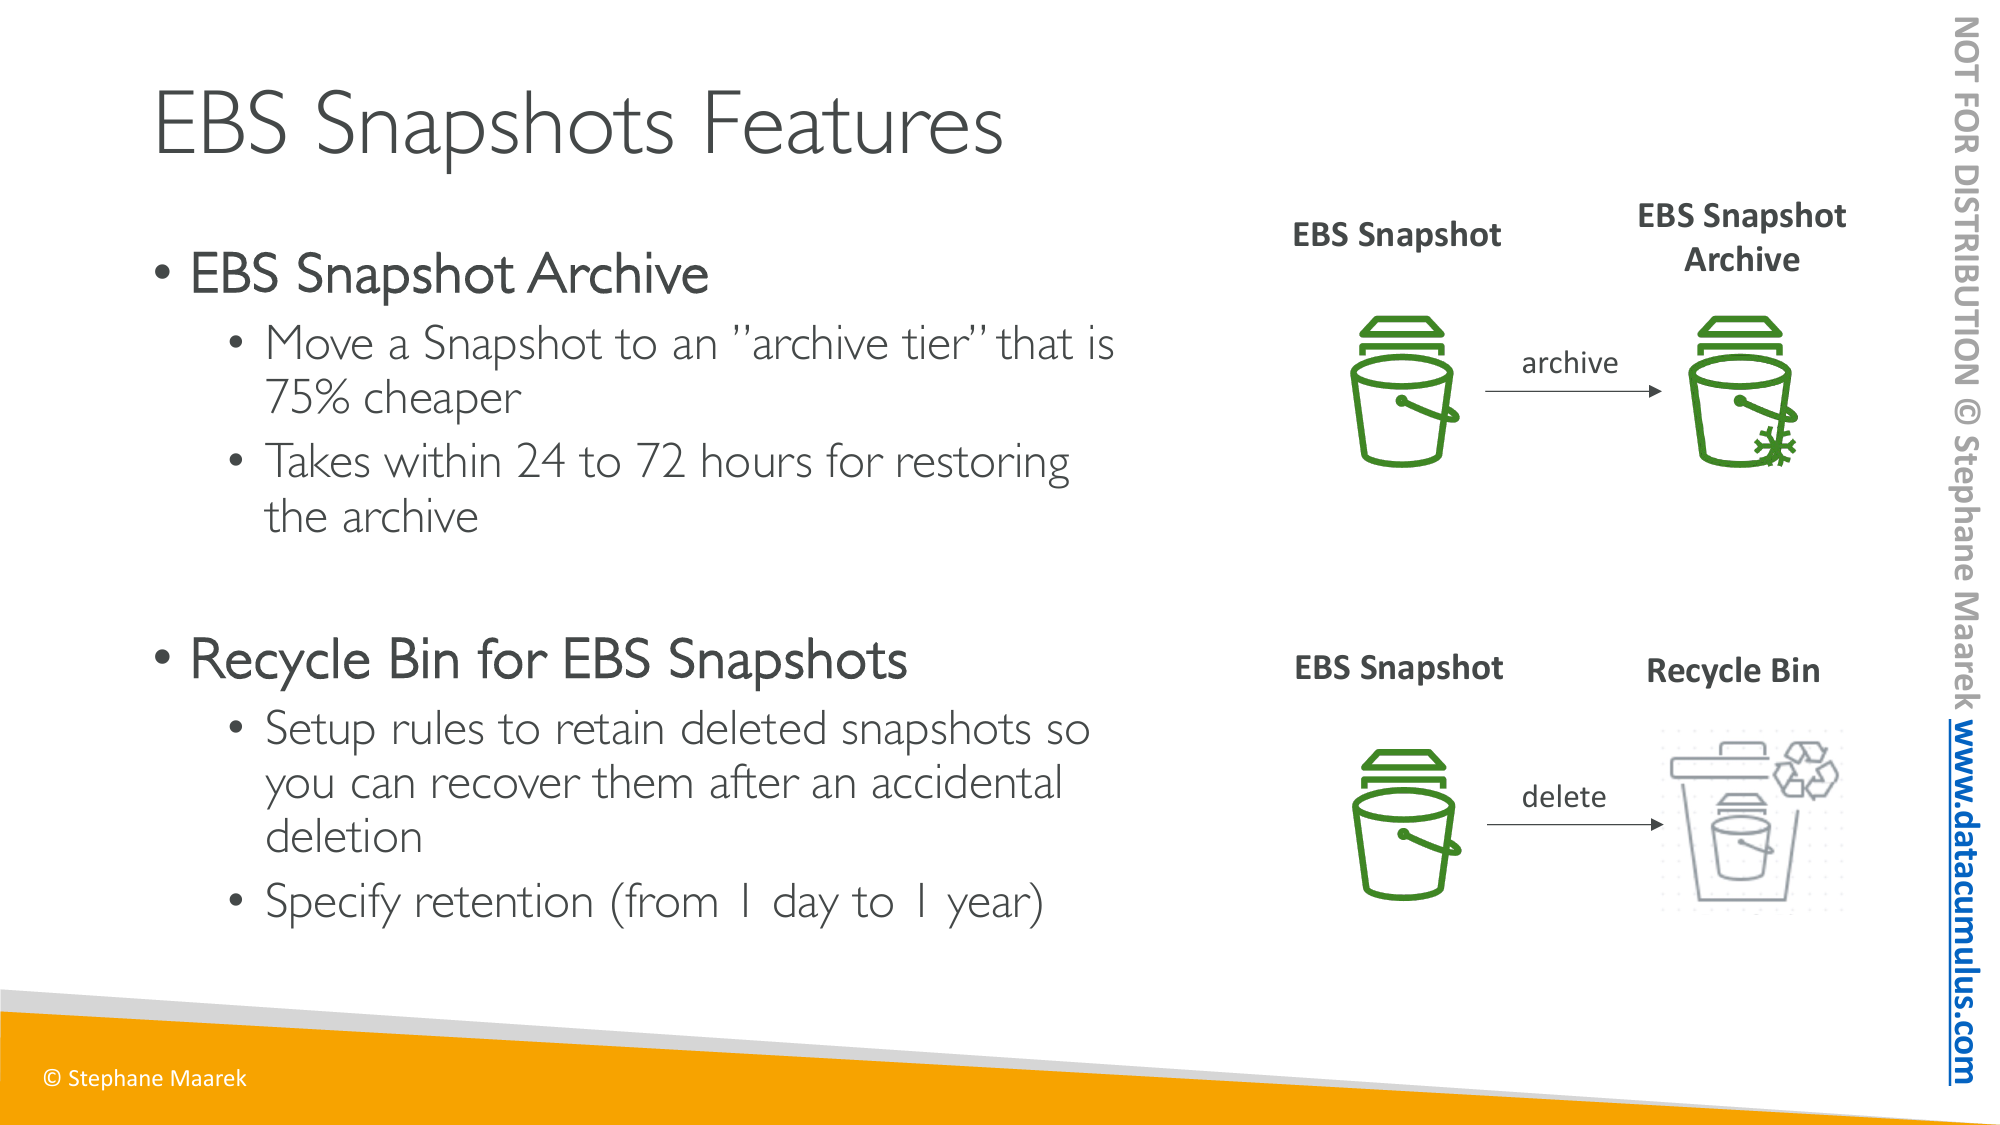 EBS Snapshots Features
• EBS Snapshot Archive
• Move a Snapshot to an ”archive tier” that is
75% cheaper
• Takes within 24 to 72 hours for restoring
the archive
• Recycle Bin for EBS Snapshots
• Setup rules to retain deleted snapshots so
you can recover them after an accidental
deletion
• Specify retention (from 1 day to 1 year)
EBS Snapshot
EBS Snapshot
Archive
archive
EBS Snapshot
Recycle Bin
delete
© Stephane Maarek
NOT FOR DISTRIBUTION © Stephane Maarek www.datacumulus.com